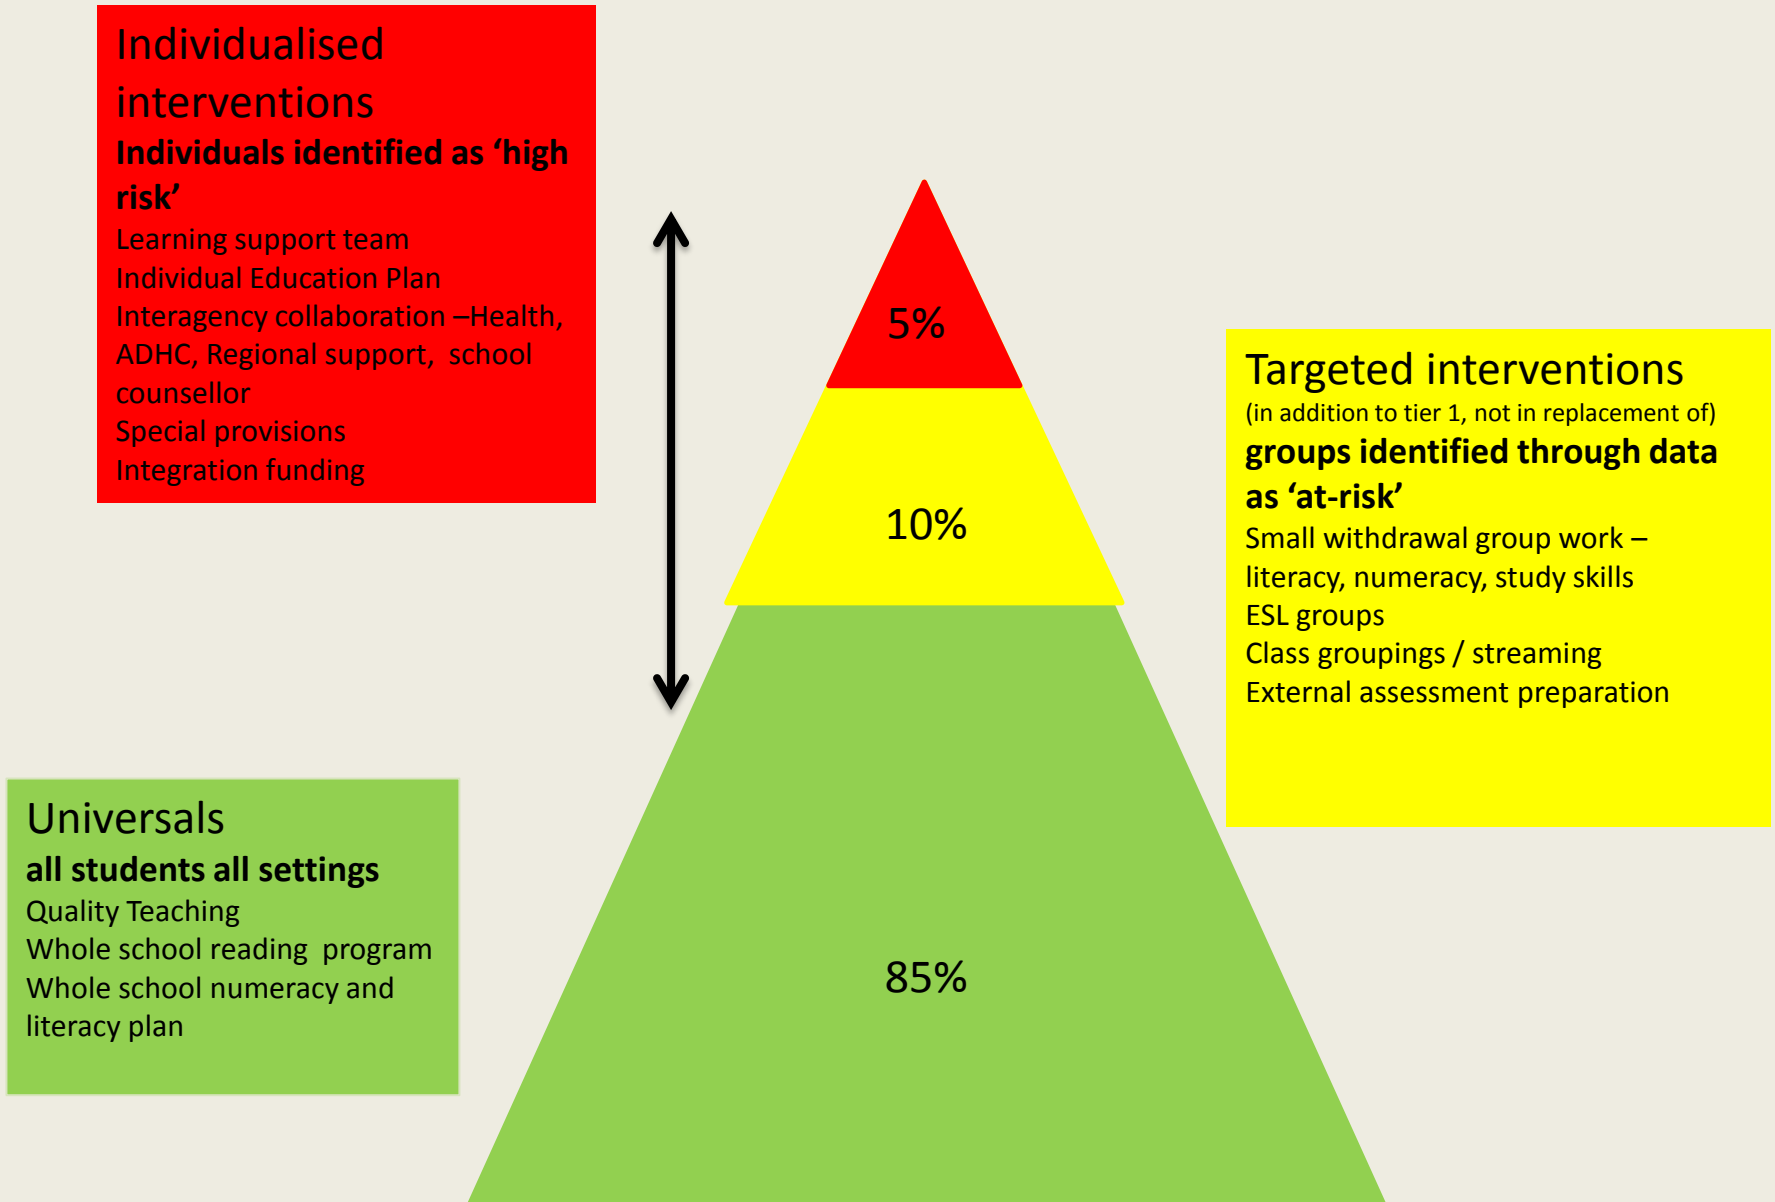 Individualised
interventions
Individuals identified as ‘high
risk’
Learning support team
Individual Education Plan
Interagency collaboration –Health,
ADHC, Regional support,  school
counsellor
Special provisions
Integration funding
5%
10%
85%
Targeted interventions
(in addition to tier 1, not in replacement of)
groups identified through data
as ‘at-risk’
Small withdrawal group work –
literacy, numeracy, study skills
ESL groups
Class groupings / streaming
External assessment preparation
Universals
all students all settings
Quality Teaching
Whole school reading  program
Whole school numeracy and
literacy plan